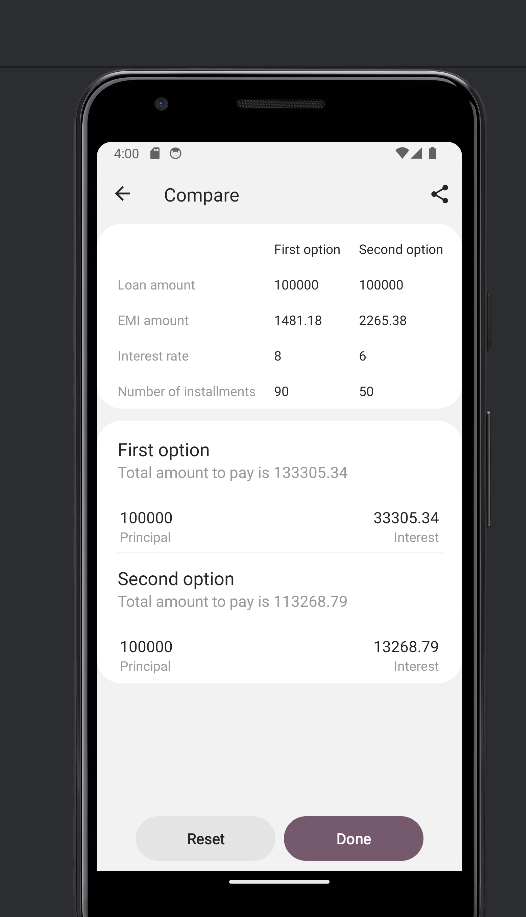 4:00
Compare
First option Second option
Loan amount 100000 100000
EMI amount 1481.18 2265.38
Interest rate 8 6
Number of installments 90 50
First option
Total amount to pay is 133305.34
100000 33305.34
Principal Interest
Second option
Total amount to pay is 113268.79
100000 13268.79
Principal Interest
Reset Done